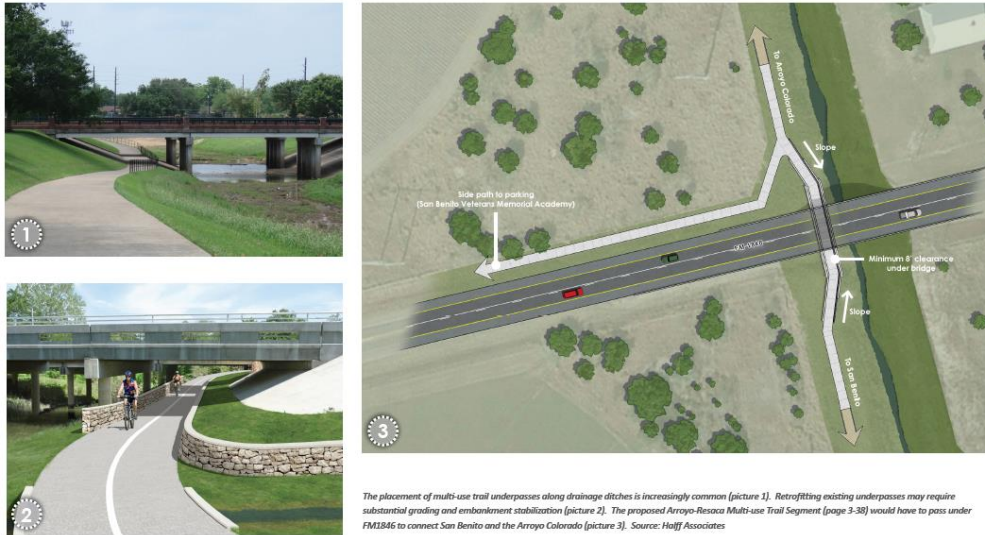 1
2
To Arroyo Colorado
Slope
Side path to parking
(San Benito Veterans Memorial Academy)
FM-1846
Minimum 8' clearance
under bridge
Slope
To San Benito
3
The placement of multi-use trail underpasses along drainage ditches is increasingly common (picture 1). Retrofitting existing underpasses may require
substantial grading and embankment stabilization (picture 2). The proposed Arroyo-Resaca Multi-use Trail Segment (page 3-38) would have to pass under
FM1846 to connect San Benito and the Arroyo Colorado (picture 3). Source: Halff Associates